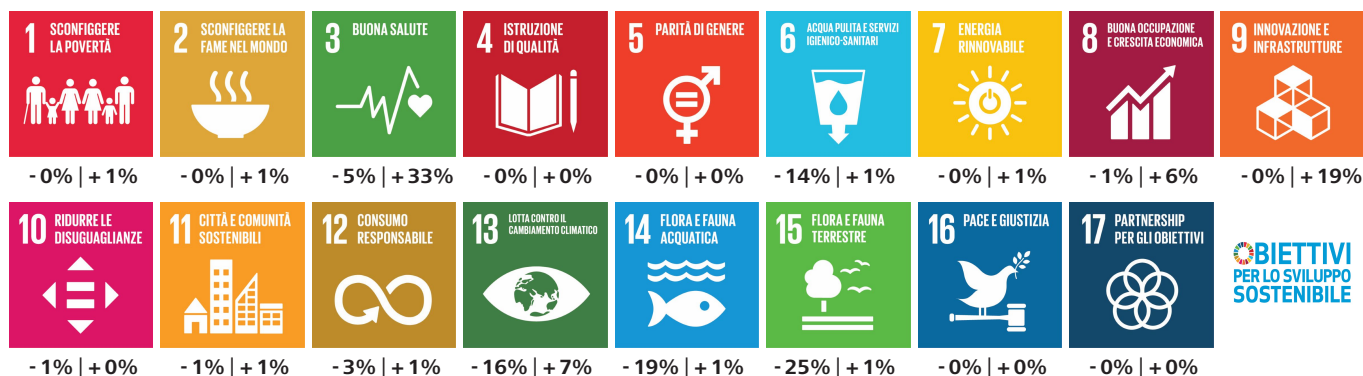 1 SCONFIGGERE
LA POVERTÀ
2 SCONFIGGERE LA
FAME NEL MONDO
3 BUONA SALUTE
4 ISTRUZIONE
DI QUALITÀ
5 PARITÀ DI GENERE
6 ACQUA PULITA E SERVIZI
IGIENICO-SANITARI
7 ENERGIA
RINNOVABILE
8 BUONA OCCUPAZIONE
E CRESCITA ECONOMICA
9 INNOVAZIONE E
INFRASTRUTTURE
-0% | +1%
-0% | +1%
-5% | +33%
-0% | +0%
-0% | +0%
-14% | +1%
-0% | +1%
-1% | +6%
-0% | +19%
10 RIDURRE LE
DISUGUAGLIANZE
11 CITTÀ E COMUNITÀ
SOSTENIBILI
12 CONSUMO
RESPONSABILE
13 LOTTA CONTRO IL
CAMBIAMENTO CLIMATICO
14 FLORA E FAUNA
ACQUATICA
15 FLORA E FAUNA
TERRESTRE
16 PACE E GIUSTIZIA
17 PARTNERSHIP
PER GLI OBIETTIVI
OBIETTIVI
PER LO SVILUPPO
SOSTENIBILE
-1% | +0%
-1% | +1%
-3% | +1%
-16% | +7%
-19% | +1%
-25% | +1%
-0% | +0%
-0% | +0%